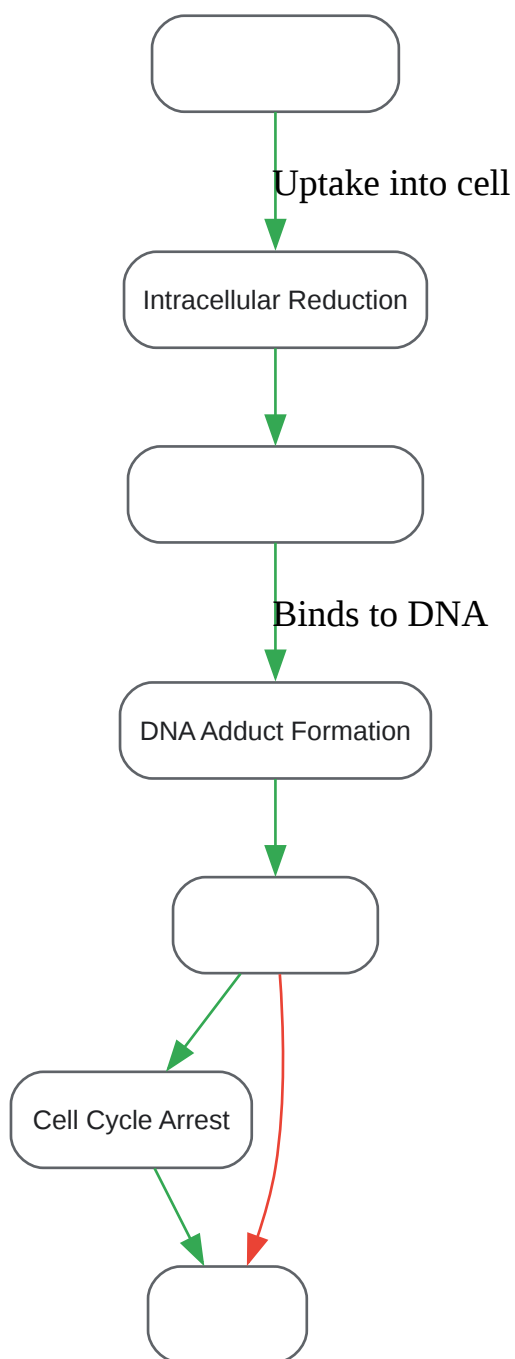 Uptake into cell
Intracellular Reduction
Binds to DNA
DNA Adduct Formation
Cell Cycle Arrest